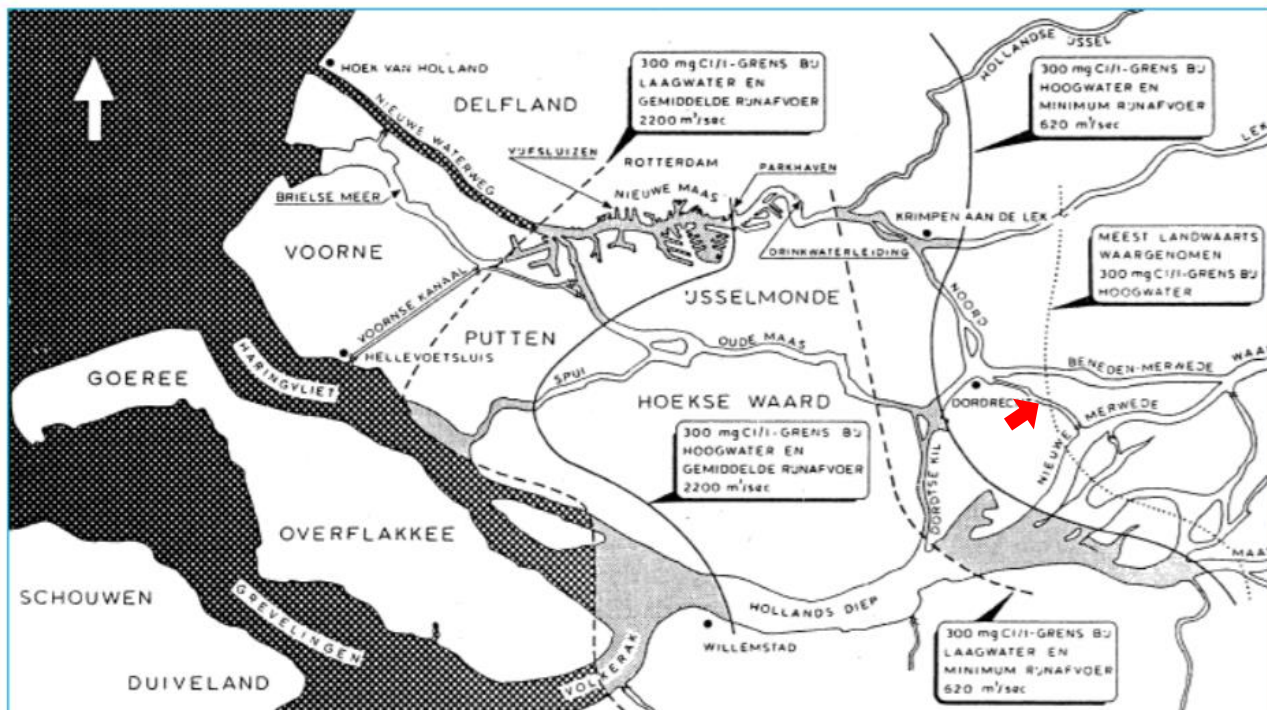 HOEK VAN HOLLAND
DELFLAND
NIEUWE WATERWEG
300 mg Cl/l-GRENS BIJ
LAAGWATER EN
GEMIDDELDE RIJNAFVOER
2200 m³/sec
HOLLANDSE IJSSEL
300 mg Cl/l-GRENS BIJ
HOOGWATER EN
MINIMUM RIJNAFVOER
620 m³/sec
LEK
VIJFSLUIZEN
ROTTERDAM
PARKHAVEN
NIEUWE MAAS
BRIELSE MEER
KRIMPEN AAN DE LEK
DRINKWATERLEIDING
VOORNE
MEEST LANDWAARTS
WAARGENOMEN
300 mg Cl/l-GRENS BIJ
HOOGWATER
VOORNSE KANAAL
IJSSELMONDE
NOORD
PUTTEN
OUDE MAAS
HELLEVOETSLUIS
BENEDEN-MERWEDE
WAAL
GOEREE
HARINGVLIET
SPUI
HOEKSE WAARD
NIEUWE MERWEDE
300 mg Cl/l-GRENS BIJ
HOOGWATER EN
GEMIDDELDE RIJNAFVOER
2200 m³/sec
DORDTSE KIL
OVERFLAKKEE
MAAS
SCHOUWEN
GREVELINGEN
HOLLANDS DIEP
WILLEMSTAD
300 mg Cl/l-GRENS BIJ
LAAGWATER EN
MINIMUM RIJNAFVOER
620 m³/sec
VOLKERAK
DUIVELAND